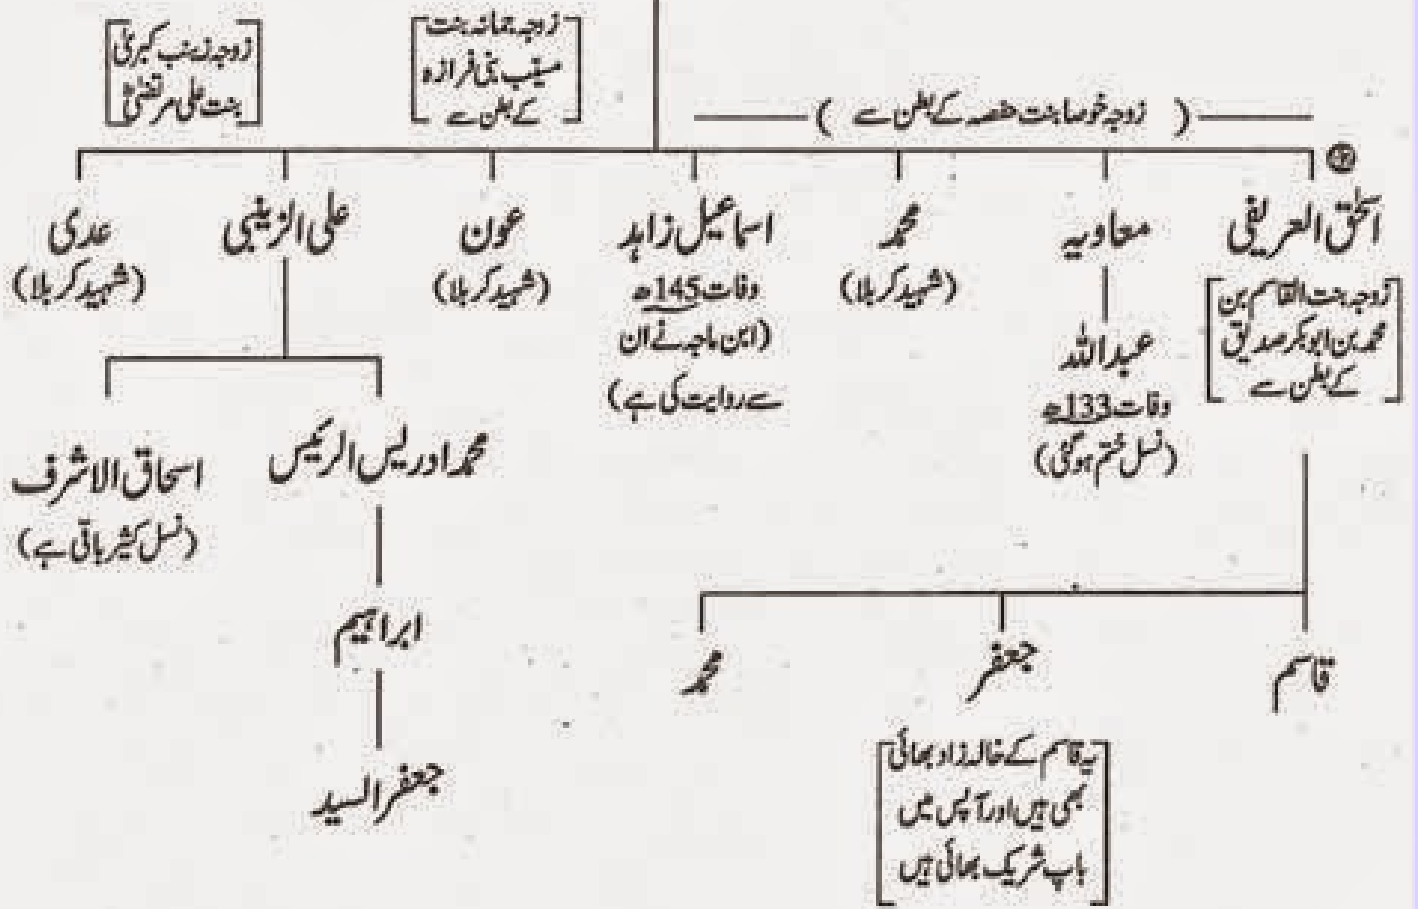 زوجہ جمانہ بنت
مسیب بنی فرازہ
کے بطن سے
زوجہ زینب کبریٰ
بنت علی مرتضیٰ
( زوجہ خوصا بنت حفصہ کے بطن سے )
اسحٰق العریفی
زوجہ بنت القاسم بن
محمد بن ابوبکر صدیق
کے بطن سے
معاویہ
عبداللہ
وفات 133ھ
(نسل ختم ہوگئی)
محمد
(شہید کربلا)
اسماعیل زاہد
وفات 145ھ
(ابن ماجہ نے ان
سے روایت کی ہے)
عون
(شہید کربلا)
علی الزینبی
عدی
(شہید کربلا)
محمد ادریس الرئیس
اسحاق الاشرف
(نسل کثیر باقی ہے)
ابراہیم
جعفر السید
قاسم
جعفر
یہ قاسم کے خالہ زاد بھائی
بھی ہیں اور آپس میں
باپ شریک بھائی ہیں
محمد